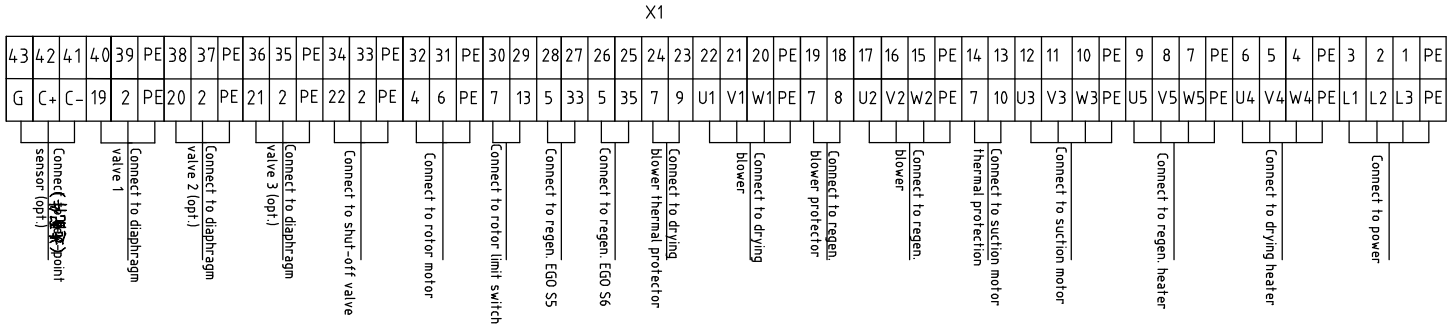 X1
43 42 41 40 39 PE 38 37 PE 36 35 PE 34 33 PE 32 31 PE 30 29 28 27 26 25 24 23 22 21 20 PE 19 18 17 16 15 PE 14 13 12 11 10 PE 9 8 7 PE 6 5 4 PE 3 2 1 PE
G C+ C- 19 2 PE 20 2 PE 21 2 PE 22 2 PE 4 6 PE 7 13 5 33 5 35 7 9 U1 V1 W1 PE 7 8 U2 V2 W2 PE 7 10 U3 V3 W3 PE U5 V5 W5 PE U4 V4 W4 PE L1 L2 L3 PE
Connect point
sensor (opt.)
Connect to diaphragm
valve 1
Connect to diaphragm
valve 2 (opt.)
Connect to diaphragm
valve 3 (opt.)
Connect to shut-off valve
Connect to rotor motor
Connect to rotor limit switch
Connect to regen. EGO S5
Connect to regen. EGO S6
Connect to drying
blower thermal protector
Connect to drying
blower
Connect to regen.
blower protector
Connect to regen.
blower
Connect to suction motor
thermal protection
Connect to suction motor
Connect to regen. heater
Connect to drying heater
Connect to power